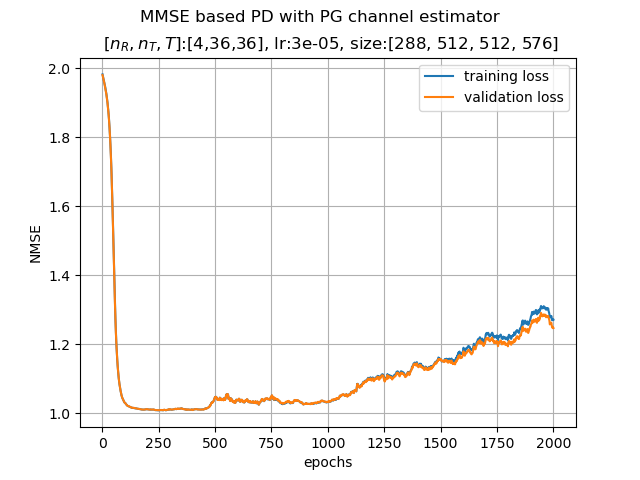 MMSE based PD with PG channel estimator
[n_R, n_T, T]:[4,36,36], lr:3e-05, size:[288, 512, 512, 576]
training loss
validation loss
2.0
1.8
1.6
1.4
1.2
1.0
NMSE
0 250 500 750 1000 1250 1500 1750 2000
epochs